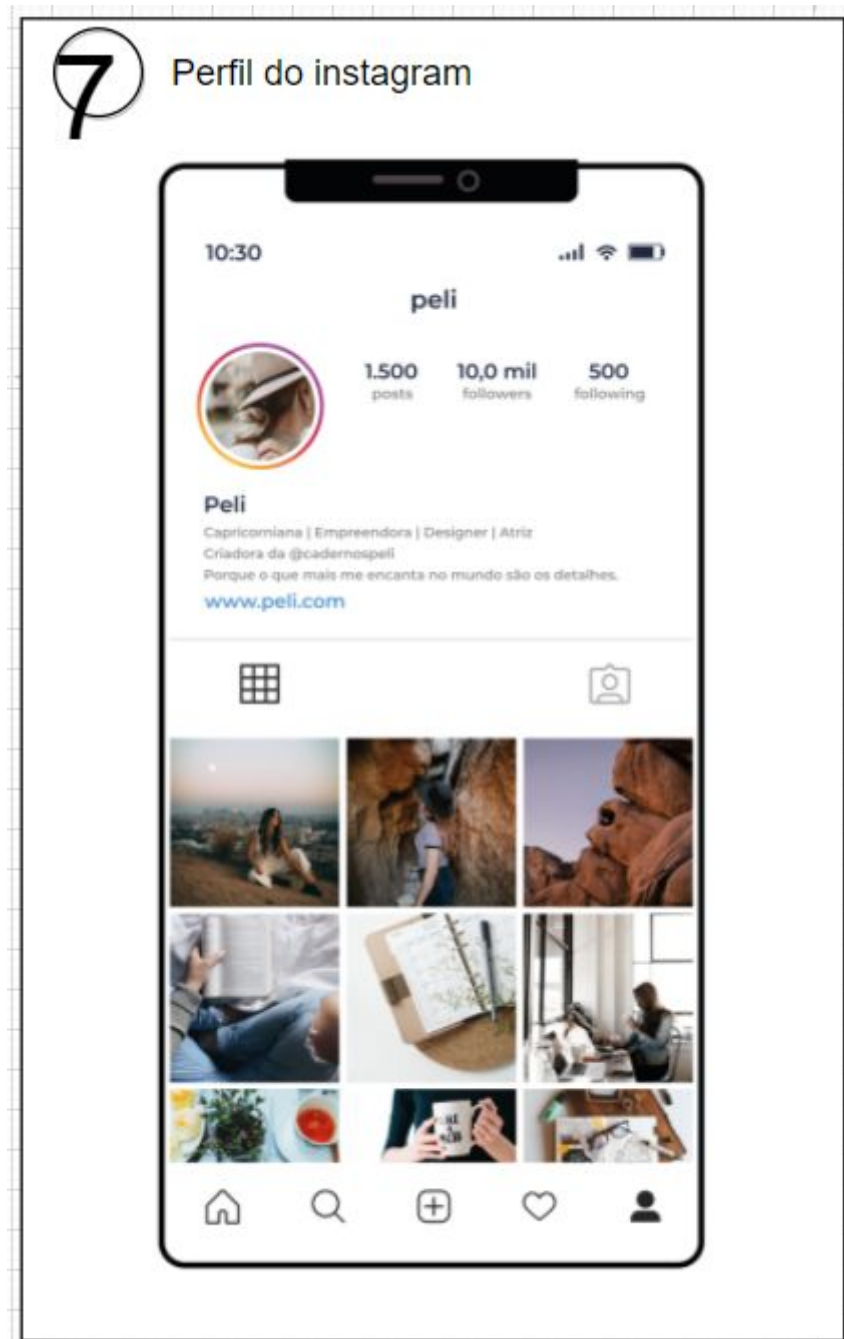 7
Perfil do instagram
10:30
peli
1.500 10,0 mil 500
posts followers following
Peli
Capricorniana | Empreendora | Designer | Atriz
Criadora da @cadernospeli
Porque o que mais me encanta no mundo são os detalhes.
www.peli.com